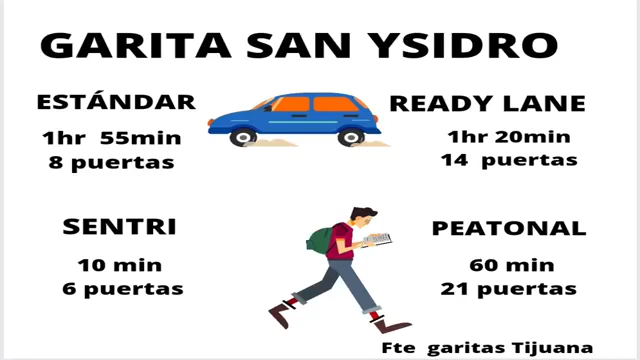 GARITA SAN YSIDRO
ESTÁNDAR
1hr 55min
8 puertas
READY LANE
1hr 20min
14 puertas
SENTRI
10 min
6 puertas
PEATONAL
60 min
21 puertas
Fte garitas Tijuana